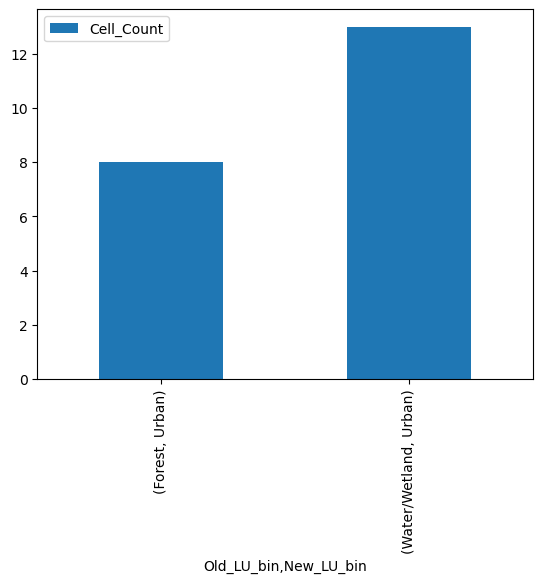 Cell_Count
12
10
8
6
4
2
0
(Forest, Urban)
(Water/Wetland, Urban)
Old_LU_bin,New_LU_bin